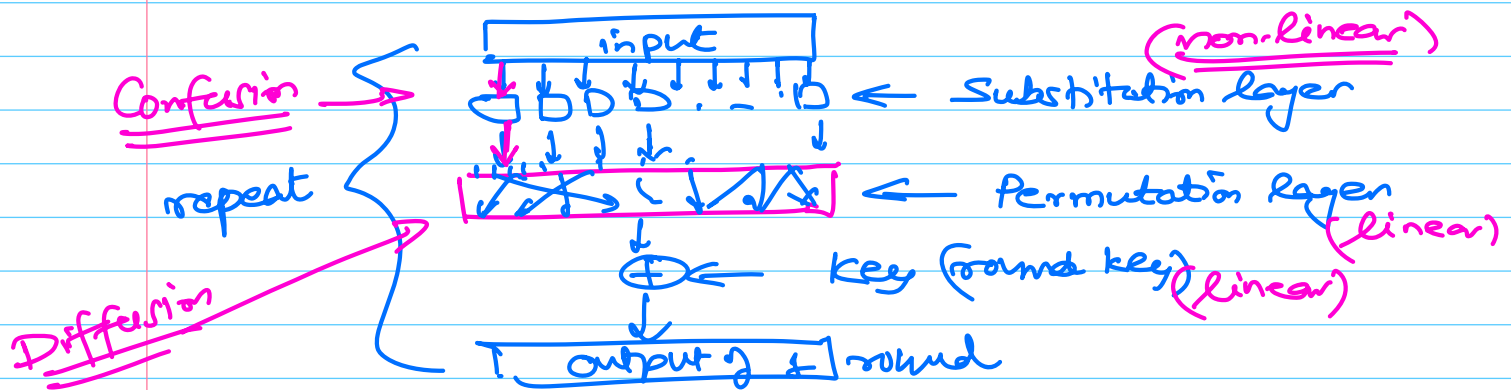 input
(non-linear)
Confusion
Substitution layer
repeat
Permutation layer
(linear)
Key (round key) (linear)
Diffusion
output of 1 round